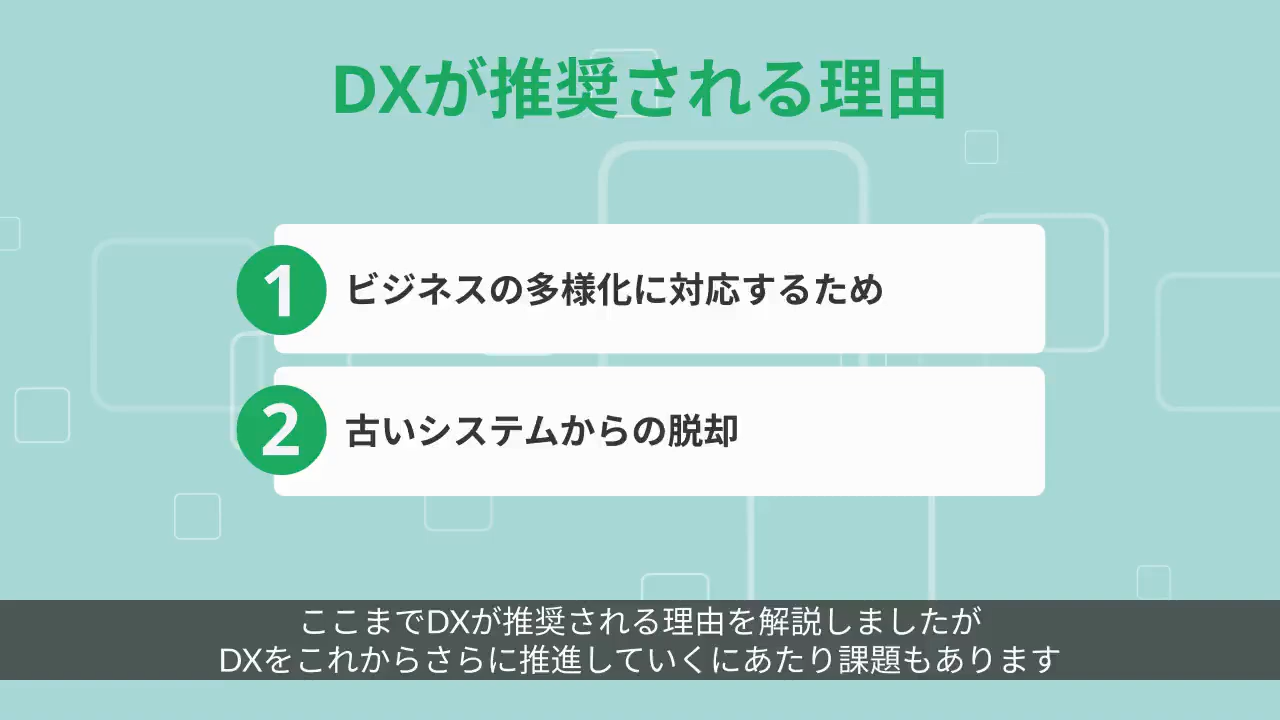 DXが推奨される理由
1 ビジネスの多様化に対応するため
2 古いシステムからの脱却
ここまでDXが推奨される理由を解説しましたが
DXをこれからさらに推進していくにあたり課題もあります